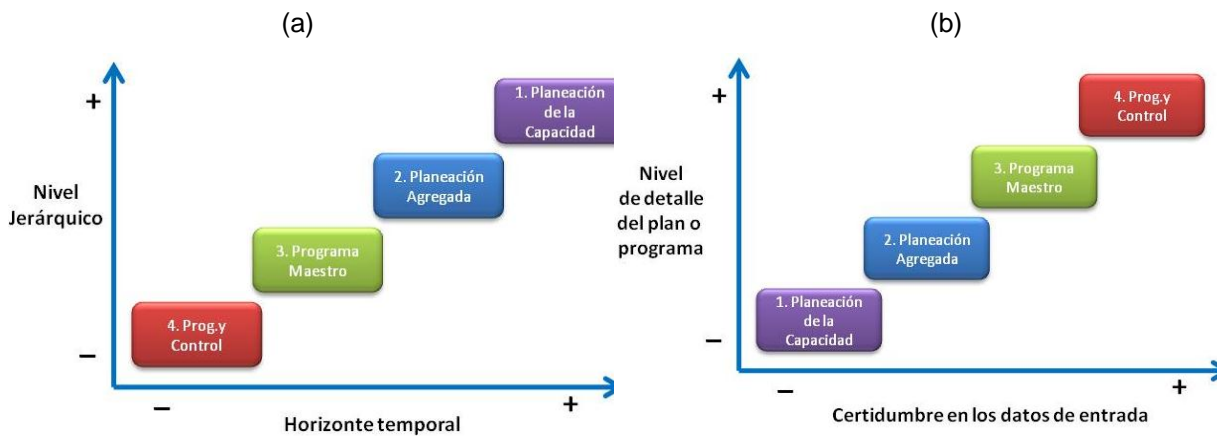 (a)
+
1. Planeación
de la
Capacidad
2. Planeación
Agregada
Nivel
Jerárquico
3. Programa
Maestro
4. Prog.y
Control
–
–
+
Horizonte temporal
(b)
+
4. Prog.y
Control
3. Programa
Maestro
Nivel
de detalle
del plan o
programa
2. Planeación
Agregada
1. Planeación
de la
Capacidad
–
–
+
Certidumbre en los datos de entrada